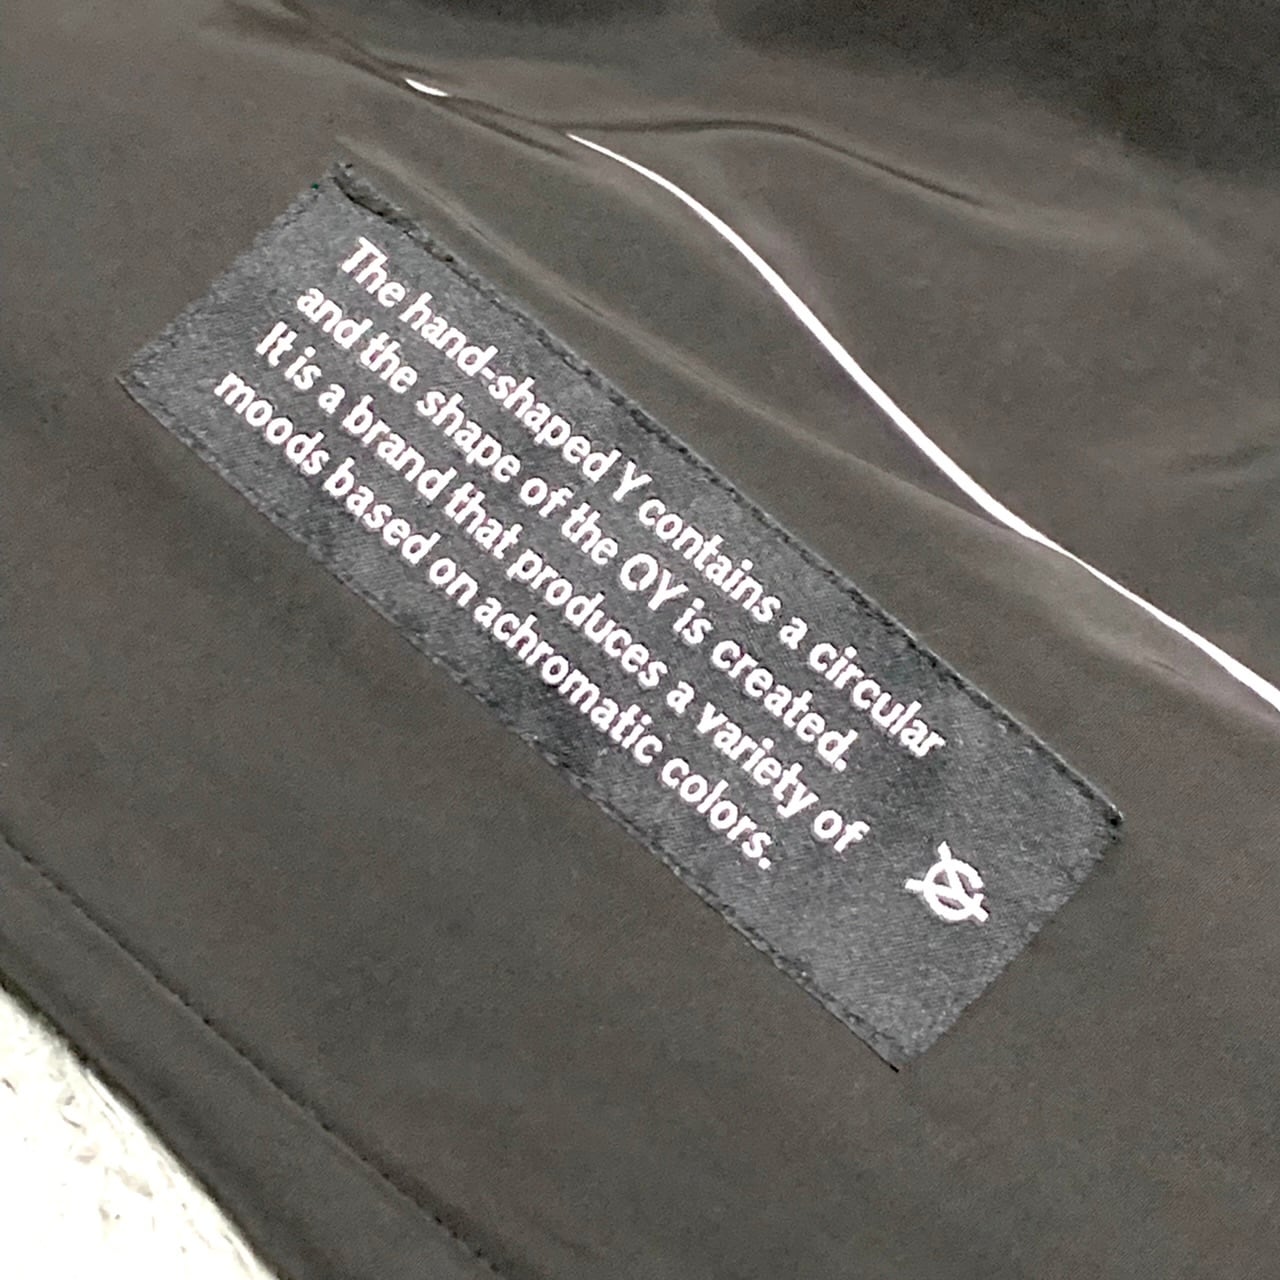 The hand-shaped Y contains a circular
and the shape of the OY is created.
It is a brand that produces a variety of
moods based on achromatic colors.